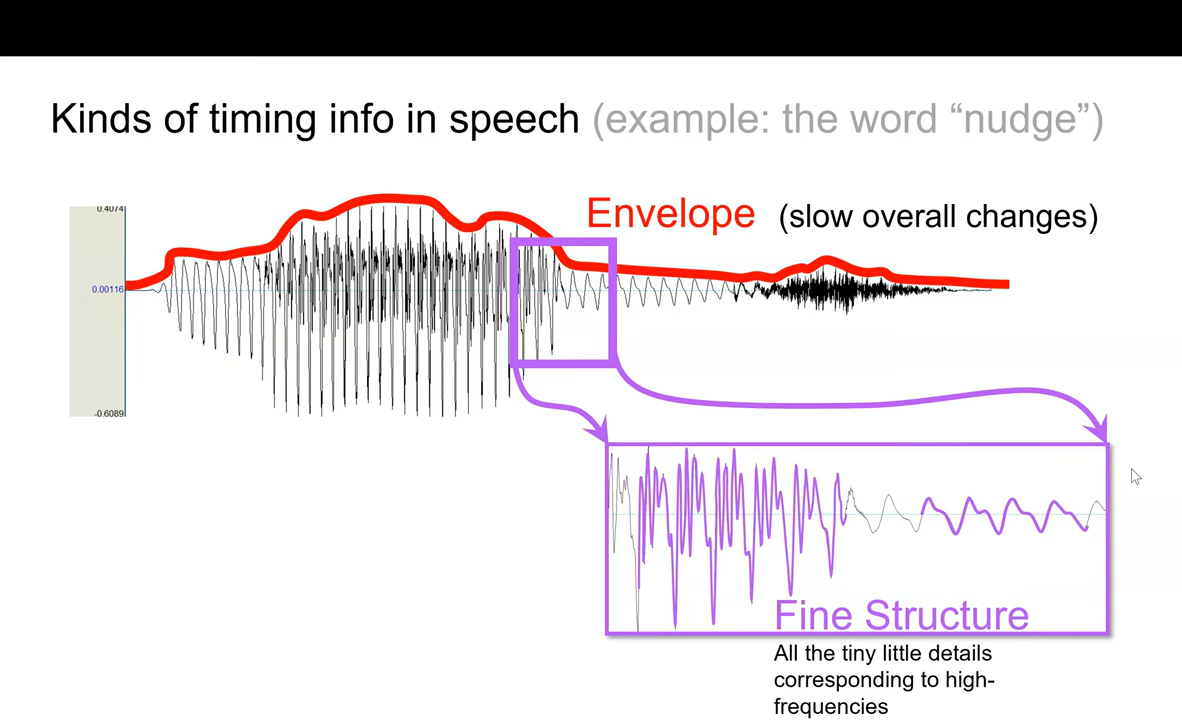 Kinds of timing info in speech (example: the word “nudge”)
Envelope (slow overall changes)
0.4074
0.00116
-0.6089
Fine Structure
All the tiny little details
corresponding to high-
frequencies